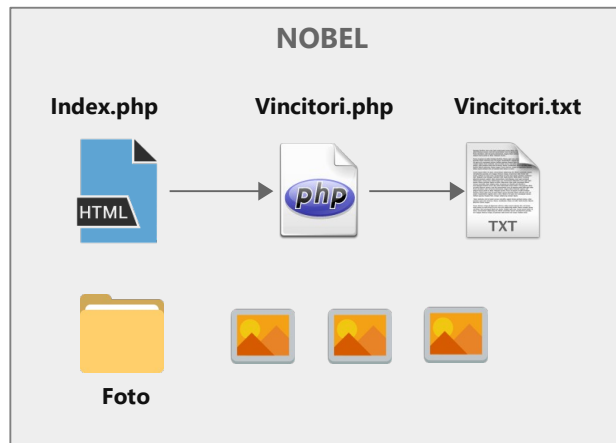 NOBEL
Index.php Vincitori.php Vincitori.txt
HTML php TXT
Foto